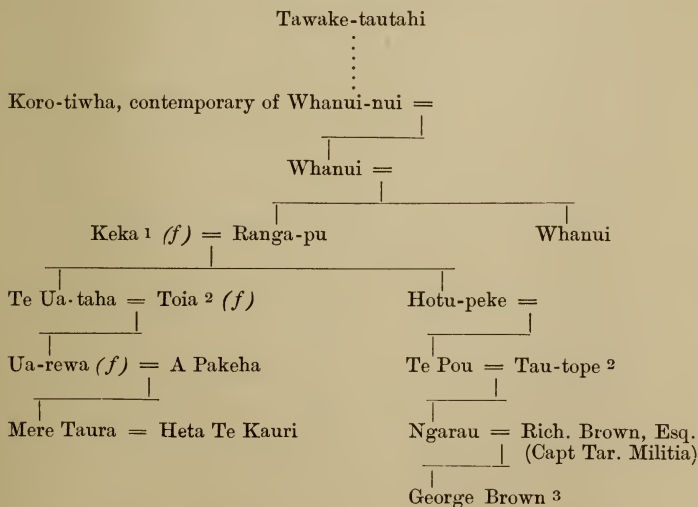 Tawake-tautahi
Koro-tiwha, contemporary of Whanui-nui =
Whanui =
Keka 1 (f) = Ranga-pu Whanui
Te Ua-taha = Toia 2 (f) Hotu-peke =
Ua-rewa (f) = A Pakeha Te Pou = Tau-tope 2
Mere Taura = Heta Te Kauri Ngarau = Rich. Brown, Esq.
(Capt Tar. Militia)
George Brown 3